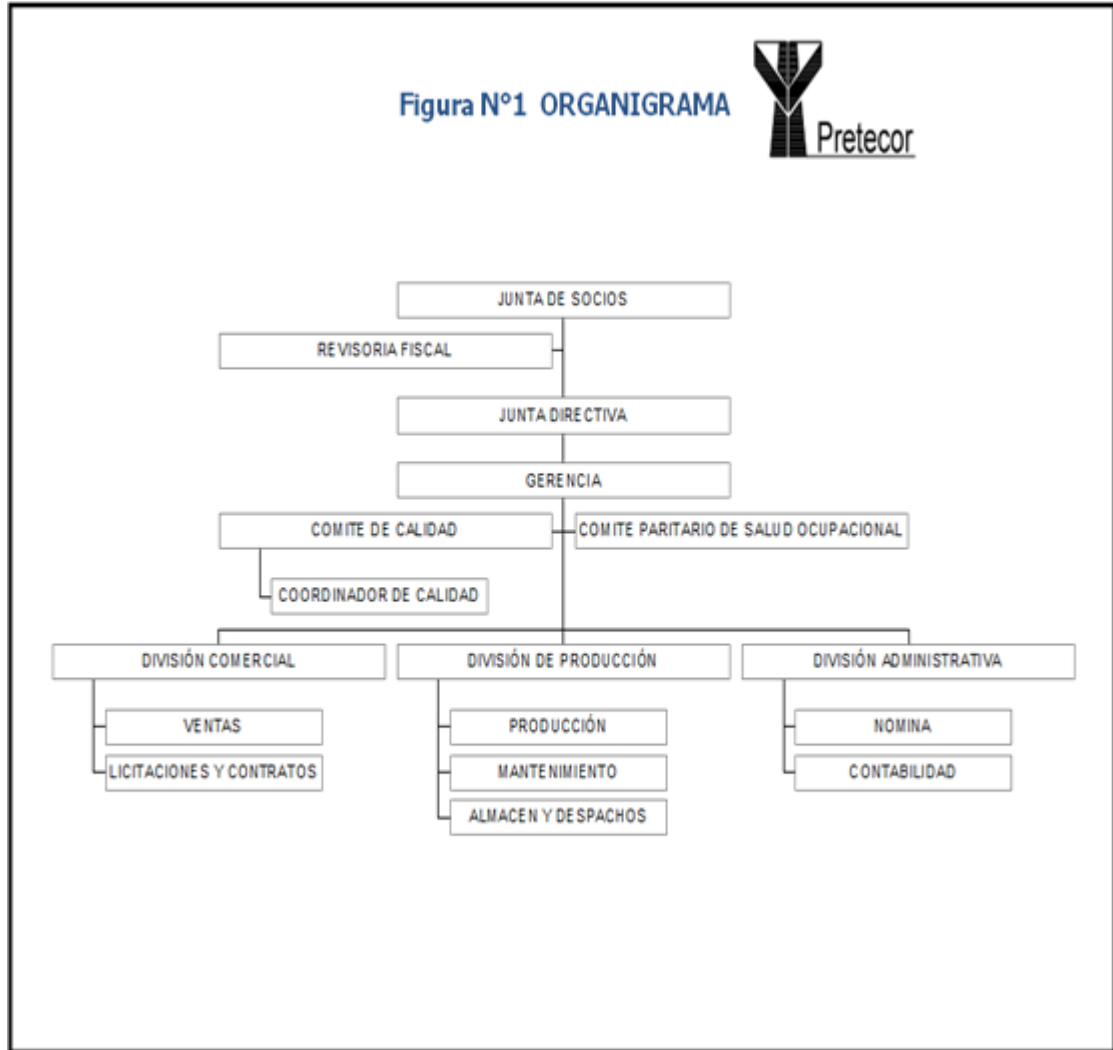 Figura N°1 ORGANIGRAMA
Pretecor
JUNTA DE SOCIOS
REVISORIA FISCAL
JUNTA DIRECTIVA
GERENCIA
COMITE DE CALIDAD
COMITE PARITARIO DE SALUD OCUPACIONAL
COORDINADOR DE CALIDAD
DIVISIÓN COMERCIAL
DIVISIÓN DE PRODUCCIÓN
DIVISIÓN ADMINISTRATIVA
VENTAS
PRODUCCIÓN
NOMINA
LICITACIONES Y CONTRATOS
MANTENIMIENTO
CONTABILIDAD
ALMACEN Y DESPACHOS